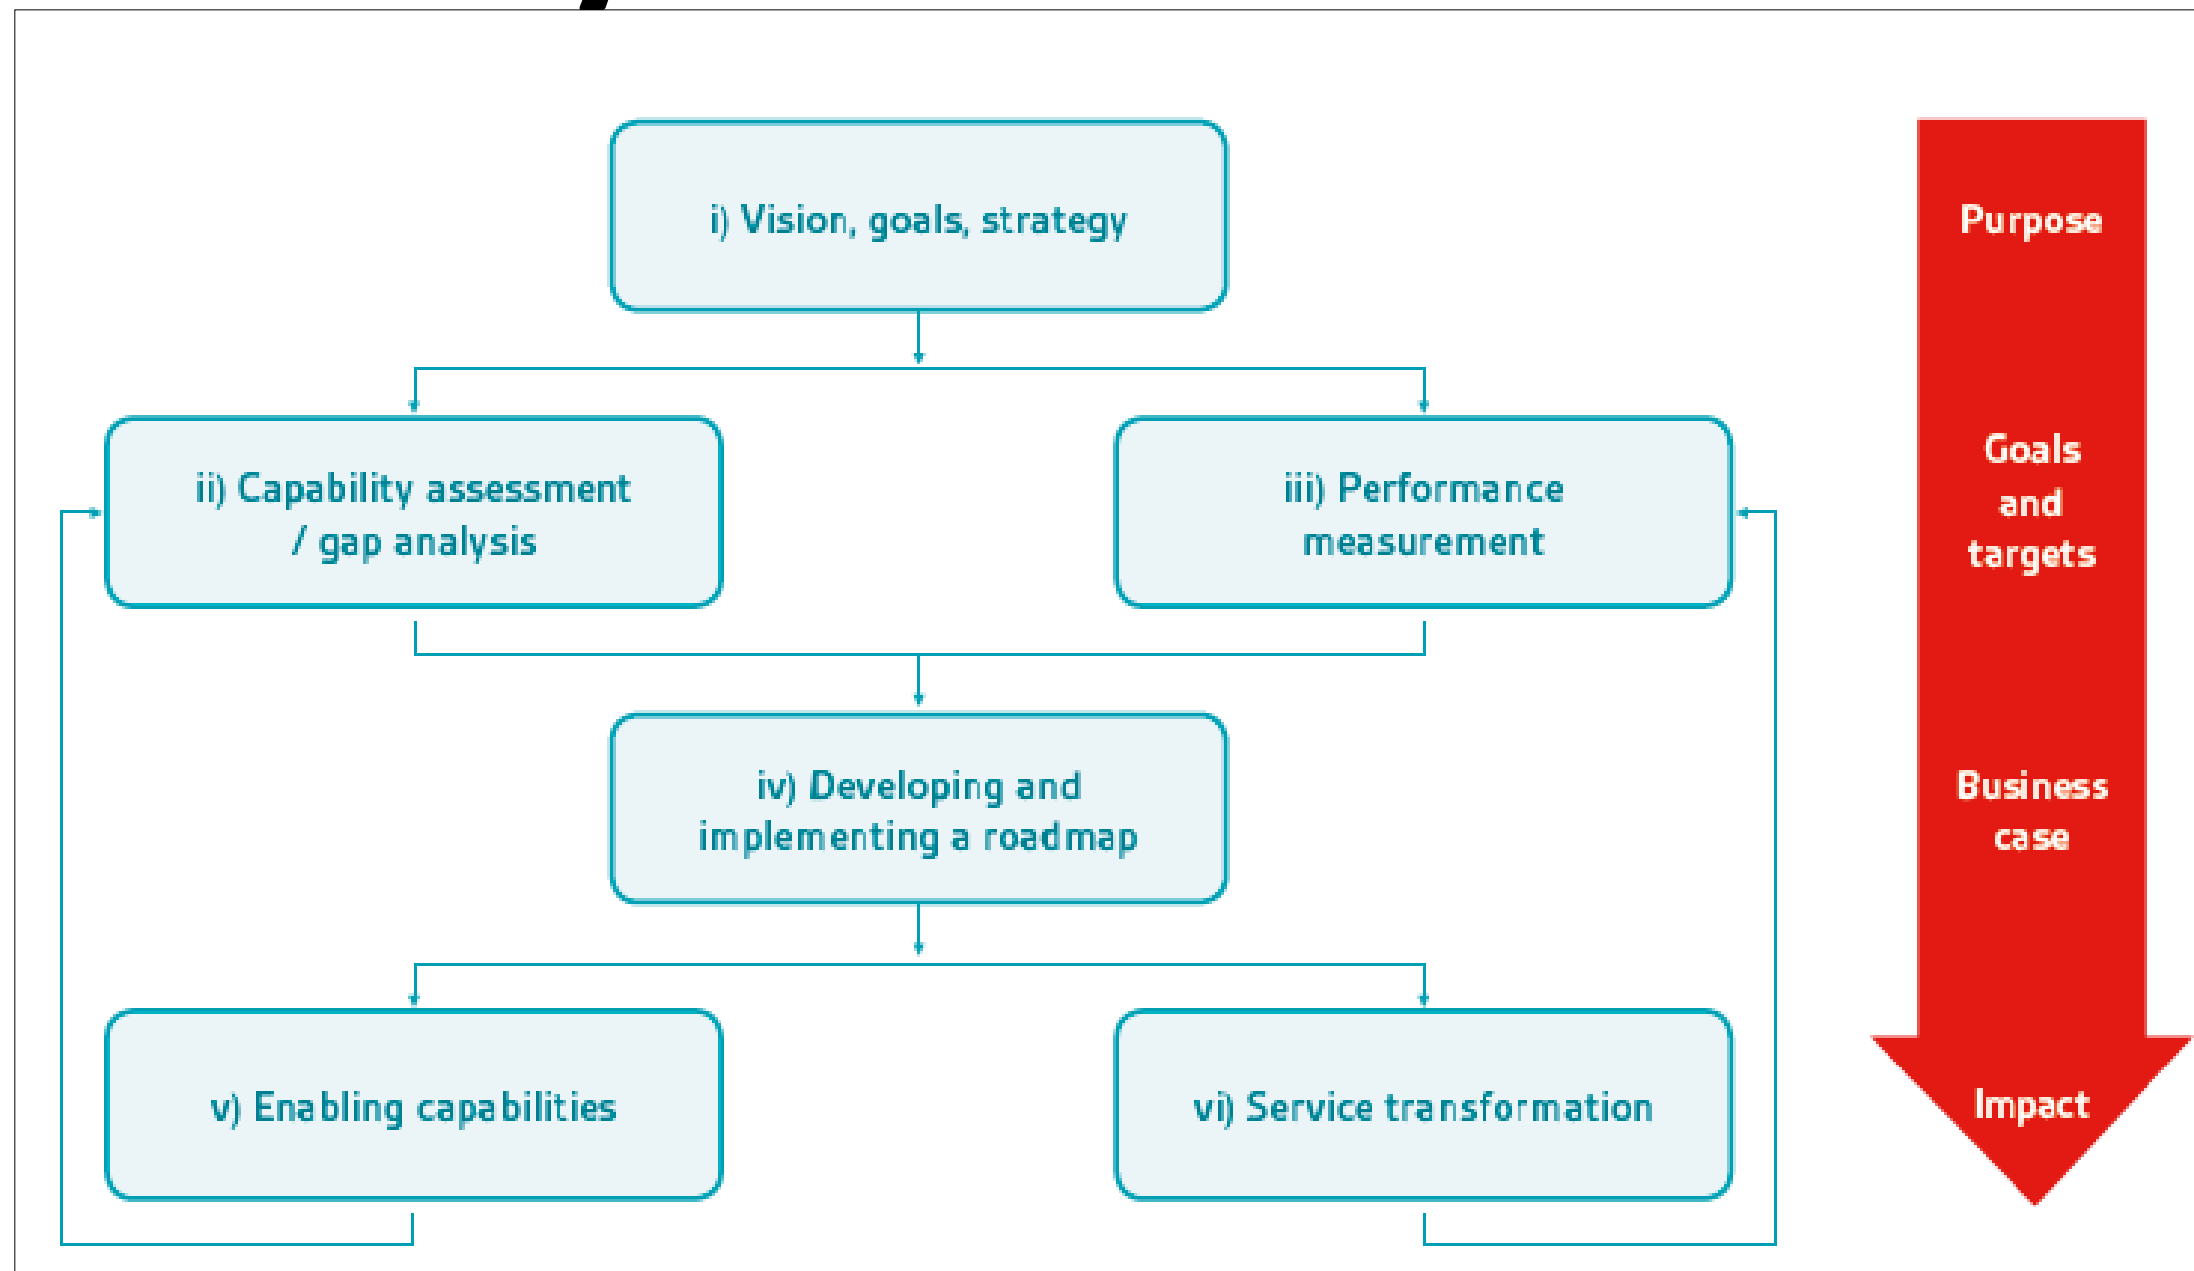 i) Vision, goals, strategy
Purpose
ii) Capability assessment
/ gap analysis
iii) Performance
measurement
Goals
and
targets
iv) Developing and
implementing a roadmap
Business
case
v) Enabling capabilities
vi) Service transformation
Impact